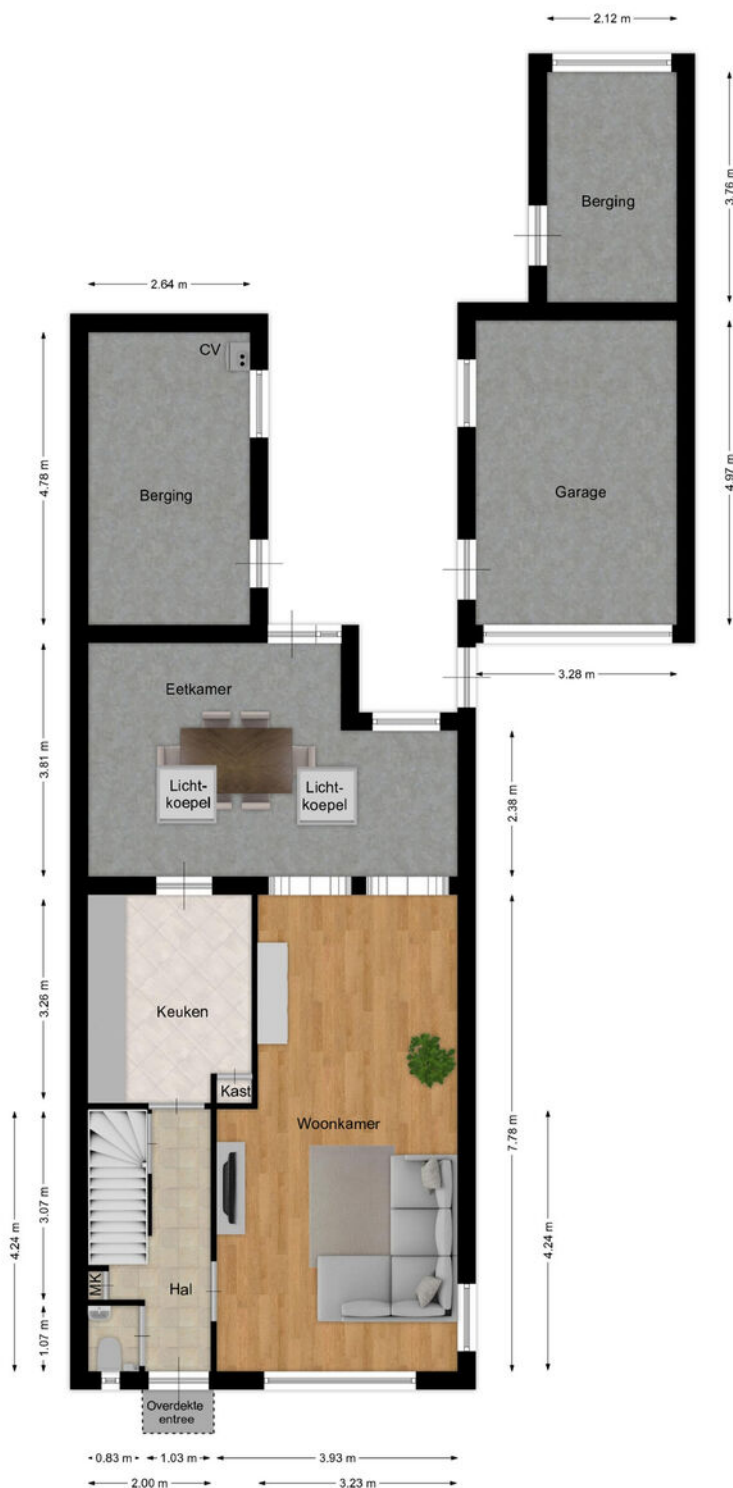 2.12 m
Berging
3.76 m
2.64 m
CV
4.78 m
Berging
Garage
4.97 m
3.28 m
Eetkamer
3.81 m
Licht-
koepel
Licht-
koepel
2.38 m
3.26 m
Keuken
Kast
Woonkamer
7.78 m
3.07 m
4.24 m
4.24 m
MK
Hal
1.07 m
Overdekte
entree
0.83 m
1.03 m
3.93 m
2.00 m
3.23 m